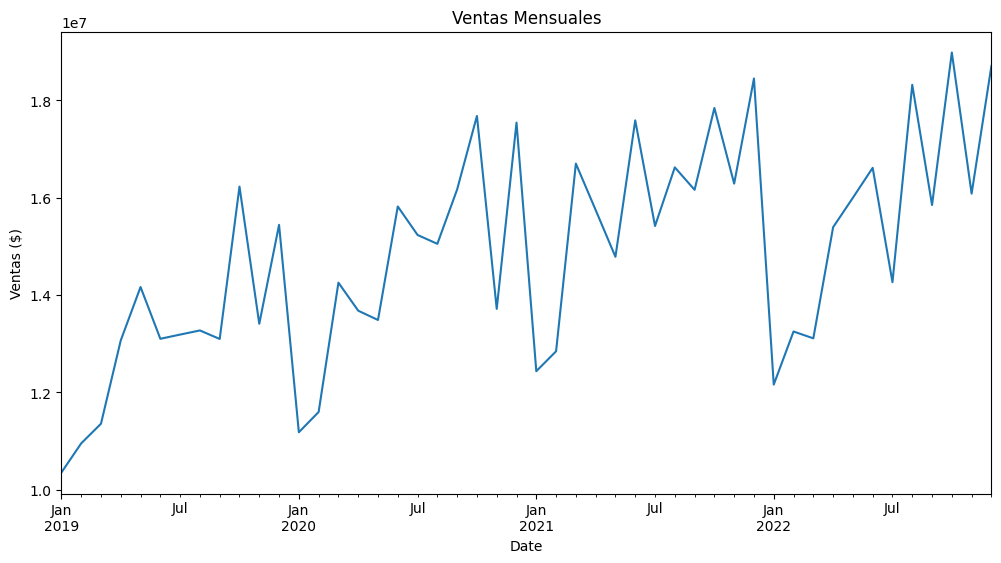 Ventas Mensuales
1e7
Ventas ($)
1.8
1.6
1.4
1.2
1.0
Jan Jul Jan Jul Jan Jul Jan Jul
2019 2020 2021 2022
Date